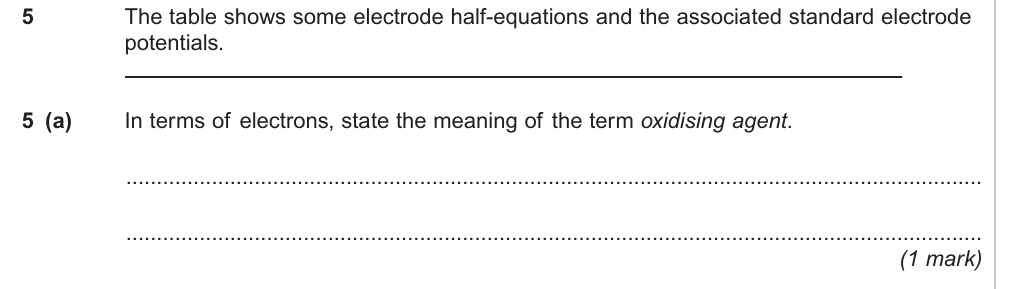 5 The table shows some electrode half-equations and the associated standard electrode
potentials.
5 (a) In terms of electrons, state the meaning of the term oxidising agent.
................................................................................................................................................
................................................................................................................................................
(1 mark)